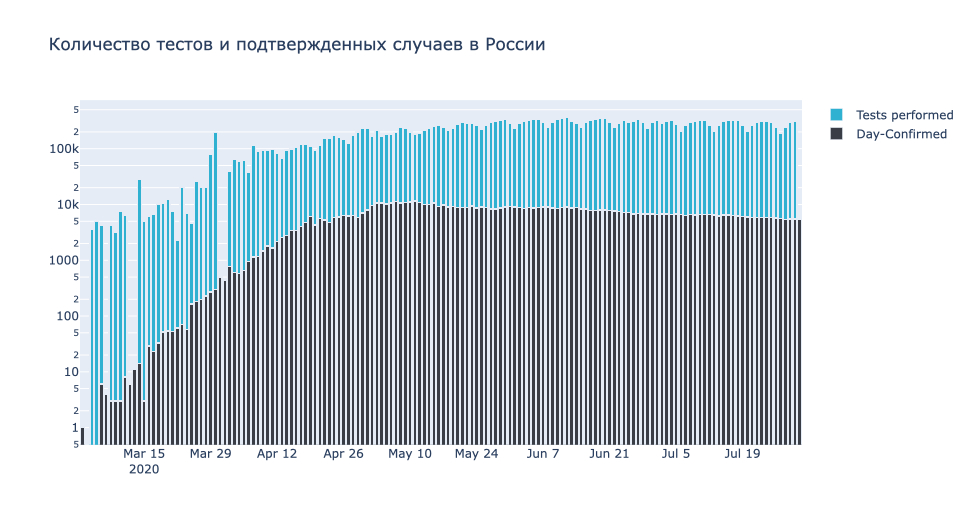 Количество тестов и подтвержденных случаев в России
Tests performed
Day-Confirmed
5
2
100k
5
2
10k
5
2
1000
5
2
100
5
2
10
5
2
1
5
Mar 15
2020
Mar 29
Apr 12
Apr 26
May 10
May 24
Jun 7
Jun 21
Jul 5
Jul 19